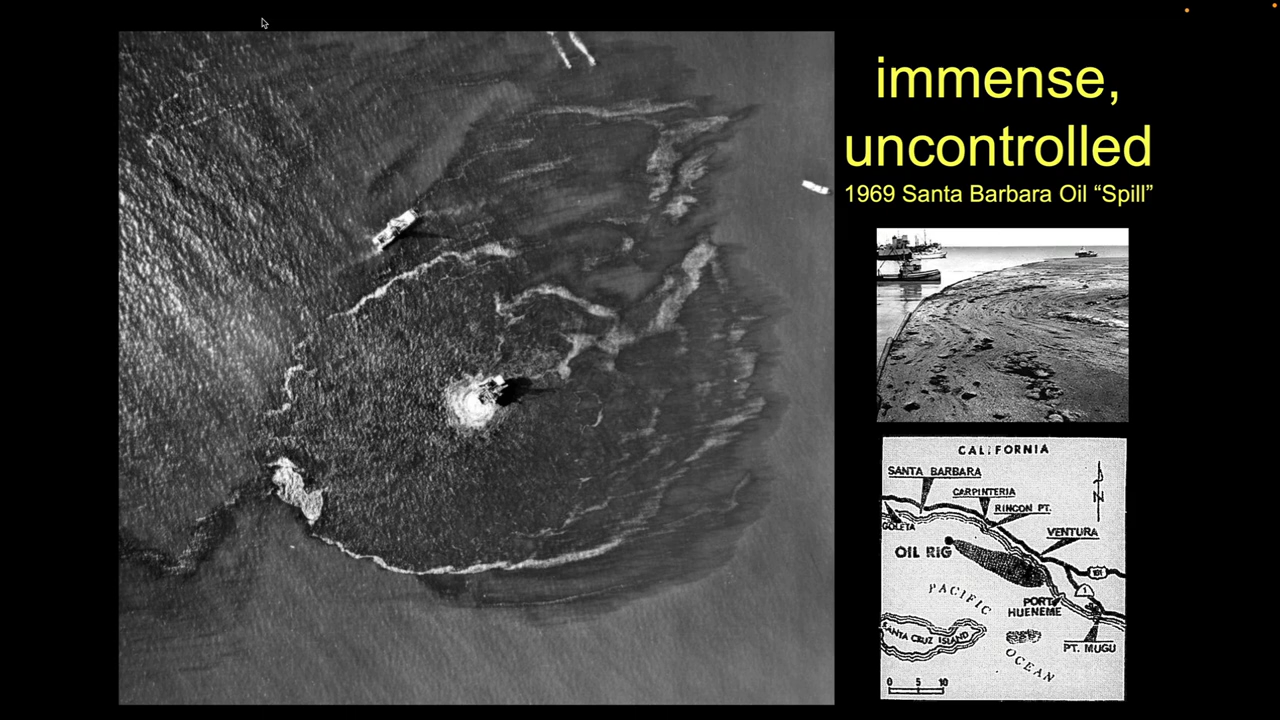 immense,
uncontrolled
1969 Santa Barbara Oil “Spill”
CALIFORNIA
SANTA BARBARA
CARPINTERIA
RINCON PT.
N
GOLETA
VENTURA
OIL RIG
101
1
PACIFIC
PORT
HUENEME
SANTA CRUZ ISLAND
PT. MUGU
OCEAN
0 5 10